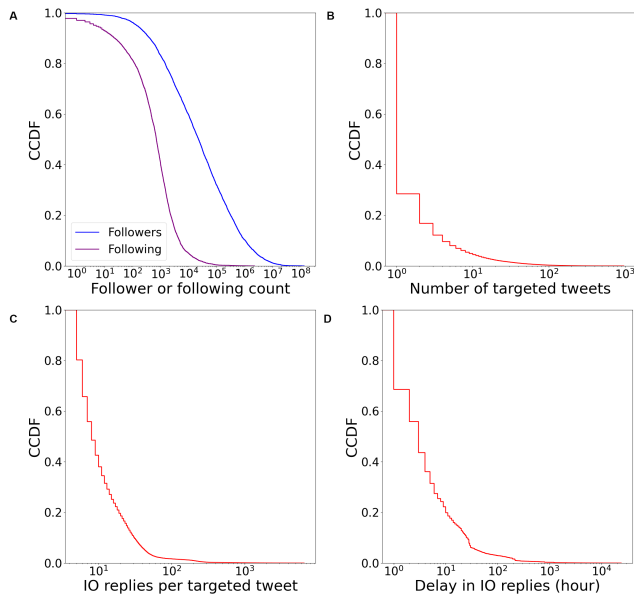 A
CCDF
1.0
0.8
0.6
0.4
0.2
0.0
Followers
Following
10^0 10^1 10^2 10^3 10^4 10^5 10^6 10^7 10^8
Follower or following count
B
CCDF
1.0
0.8
0.6
0.4
0.2
0.0
10^0 10^1 10^2 10^3
Number of targeted tweets
C
CCDF
1.0
0.8
0.6
0.4
0.2
0.0
10^1 10^2 10^3
IO replies per targeted tweet
D
CCDF
1.0
0.8
0.6
0.4
0.2
0.0
10^0 10^1 10^2 10^3 10^4
Delay in IO replies (hour)